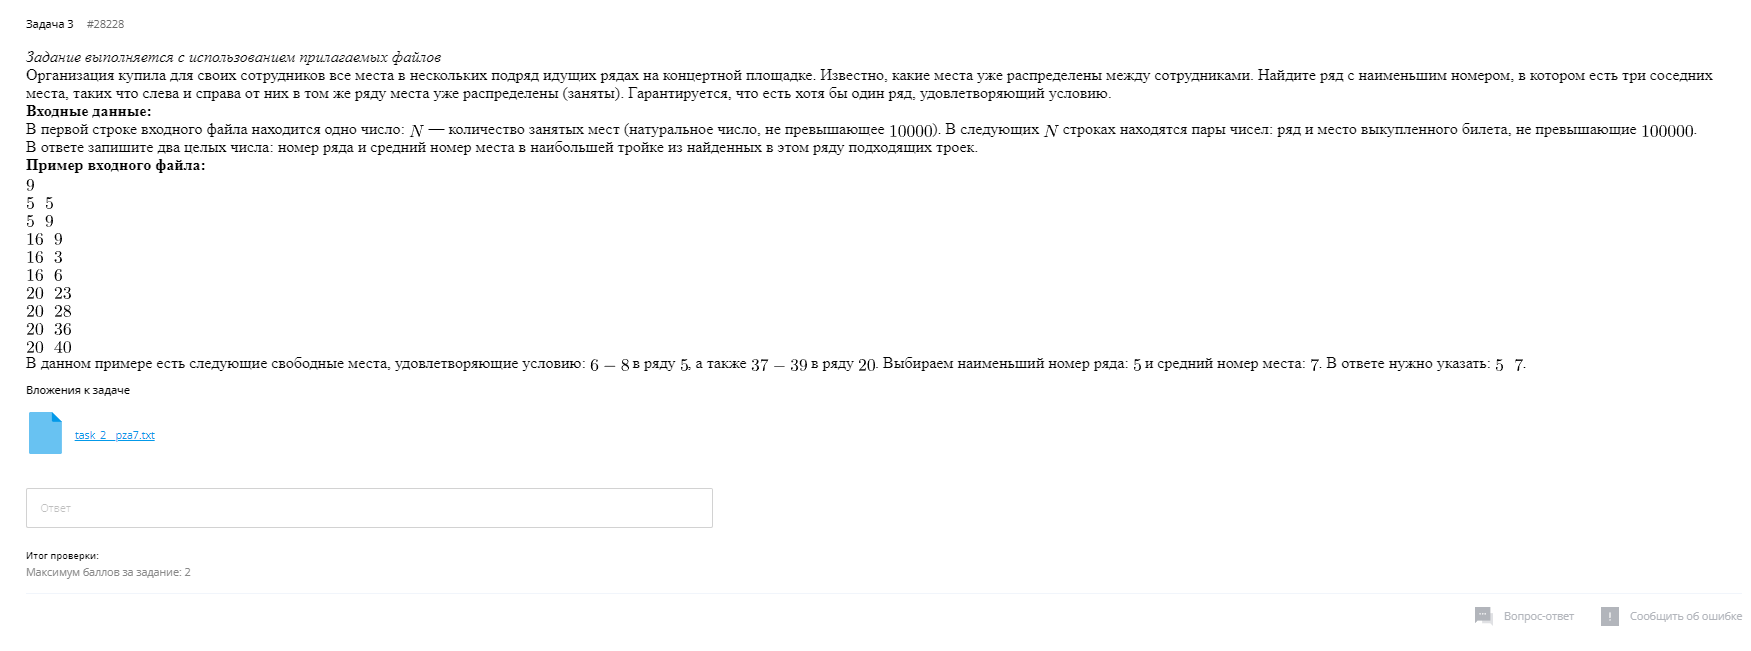 Задача 3 #28228
Задание выполняется с использованием прилагаемых файлов
Организация купила для своих сотрудников все места в нескольких подряд идущих рядах на концертной площадке. Известно, какие места уже распределены между сотрудниками. Найдите ряд с наименьшим номером, в котором есть три соседних
места, таких что слева и справа от них в том же ряду места уже распределены (заняты). Гарантируется, что есть хотя бы один ряд, удовлетворяющий условию.
Входные данные:
В первой строке входного файла находится одно число: N — количество занятых мест (натуральное число, не превышающее 10000). В следующих N строках находятся пары чисел: ряд и место выкупленного билета, не превышающие 100000.
В ответе запишите два целых числа: номер ряда и средний номер места в наибольшей тройке из найденных в этом ряду подходящих троек.
Пример входного файла:
9
5 5
5 9
16 9
16 3
16 6
20 23
20 28
20 36
20 40
В данном примере есть следующие свободные места, удовлетворяющие условию: 6 − 8 в ряду 5, а также 37 − 39 в ряду 20. Выбираем наименьший номер ряда: 5 и средний номер места: 7. В ответе нужно указать: 5 7.
Вложения к задаче
task_2__pza7.txt
Ответ
Итог проверки:
Максимум баллов за задание: 2
Вопрос-ответ
Сообщить об ошибке